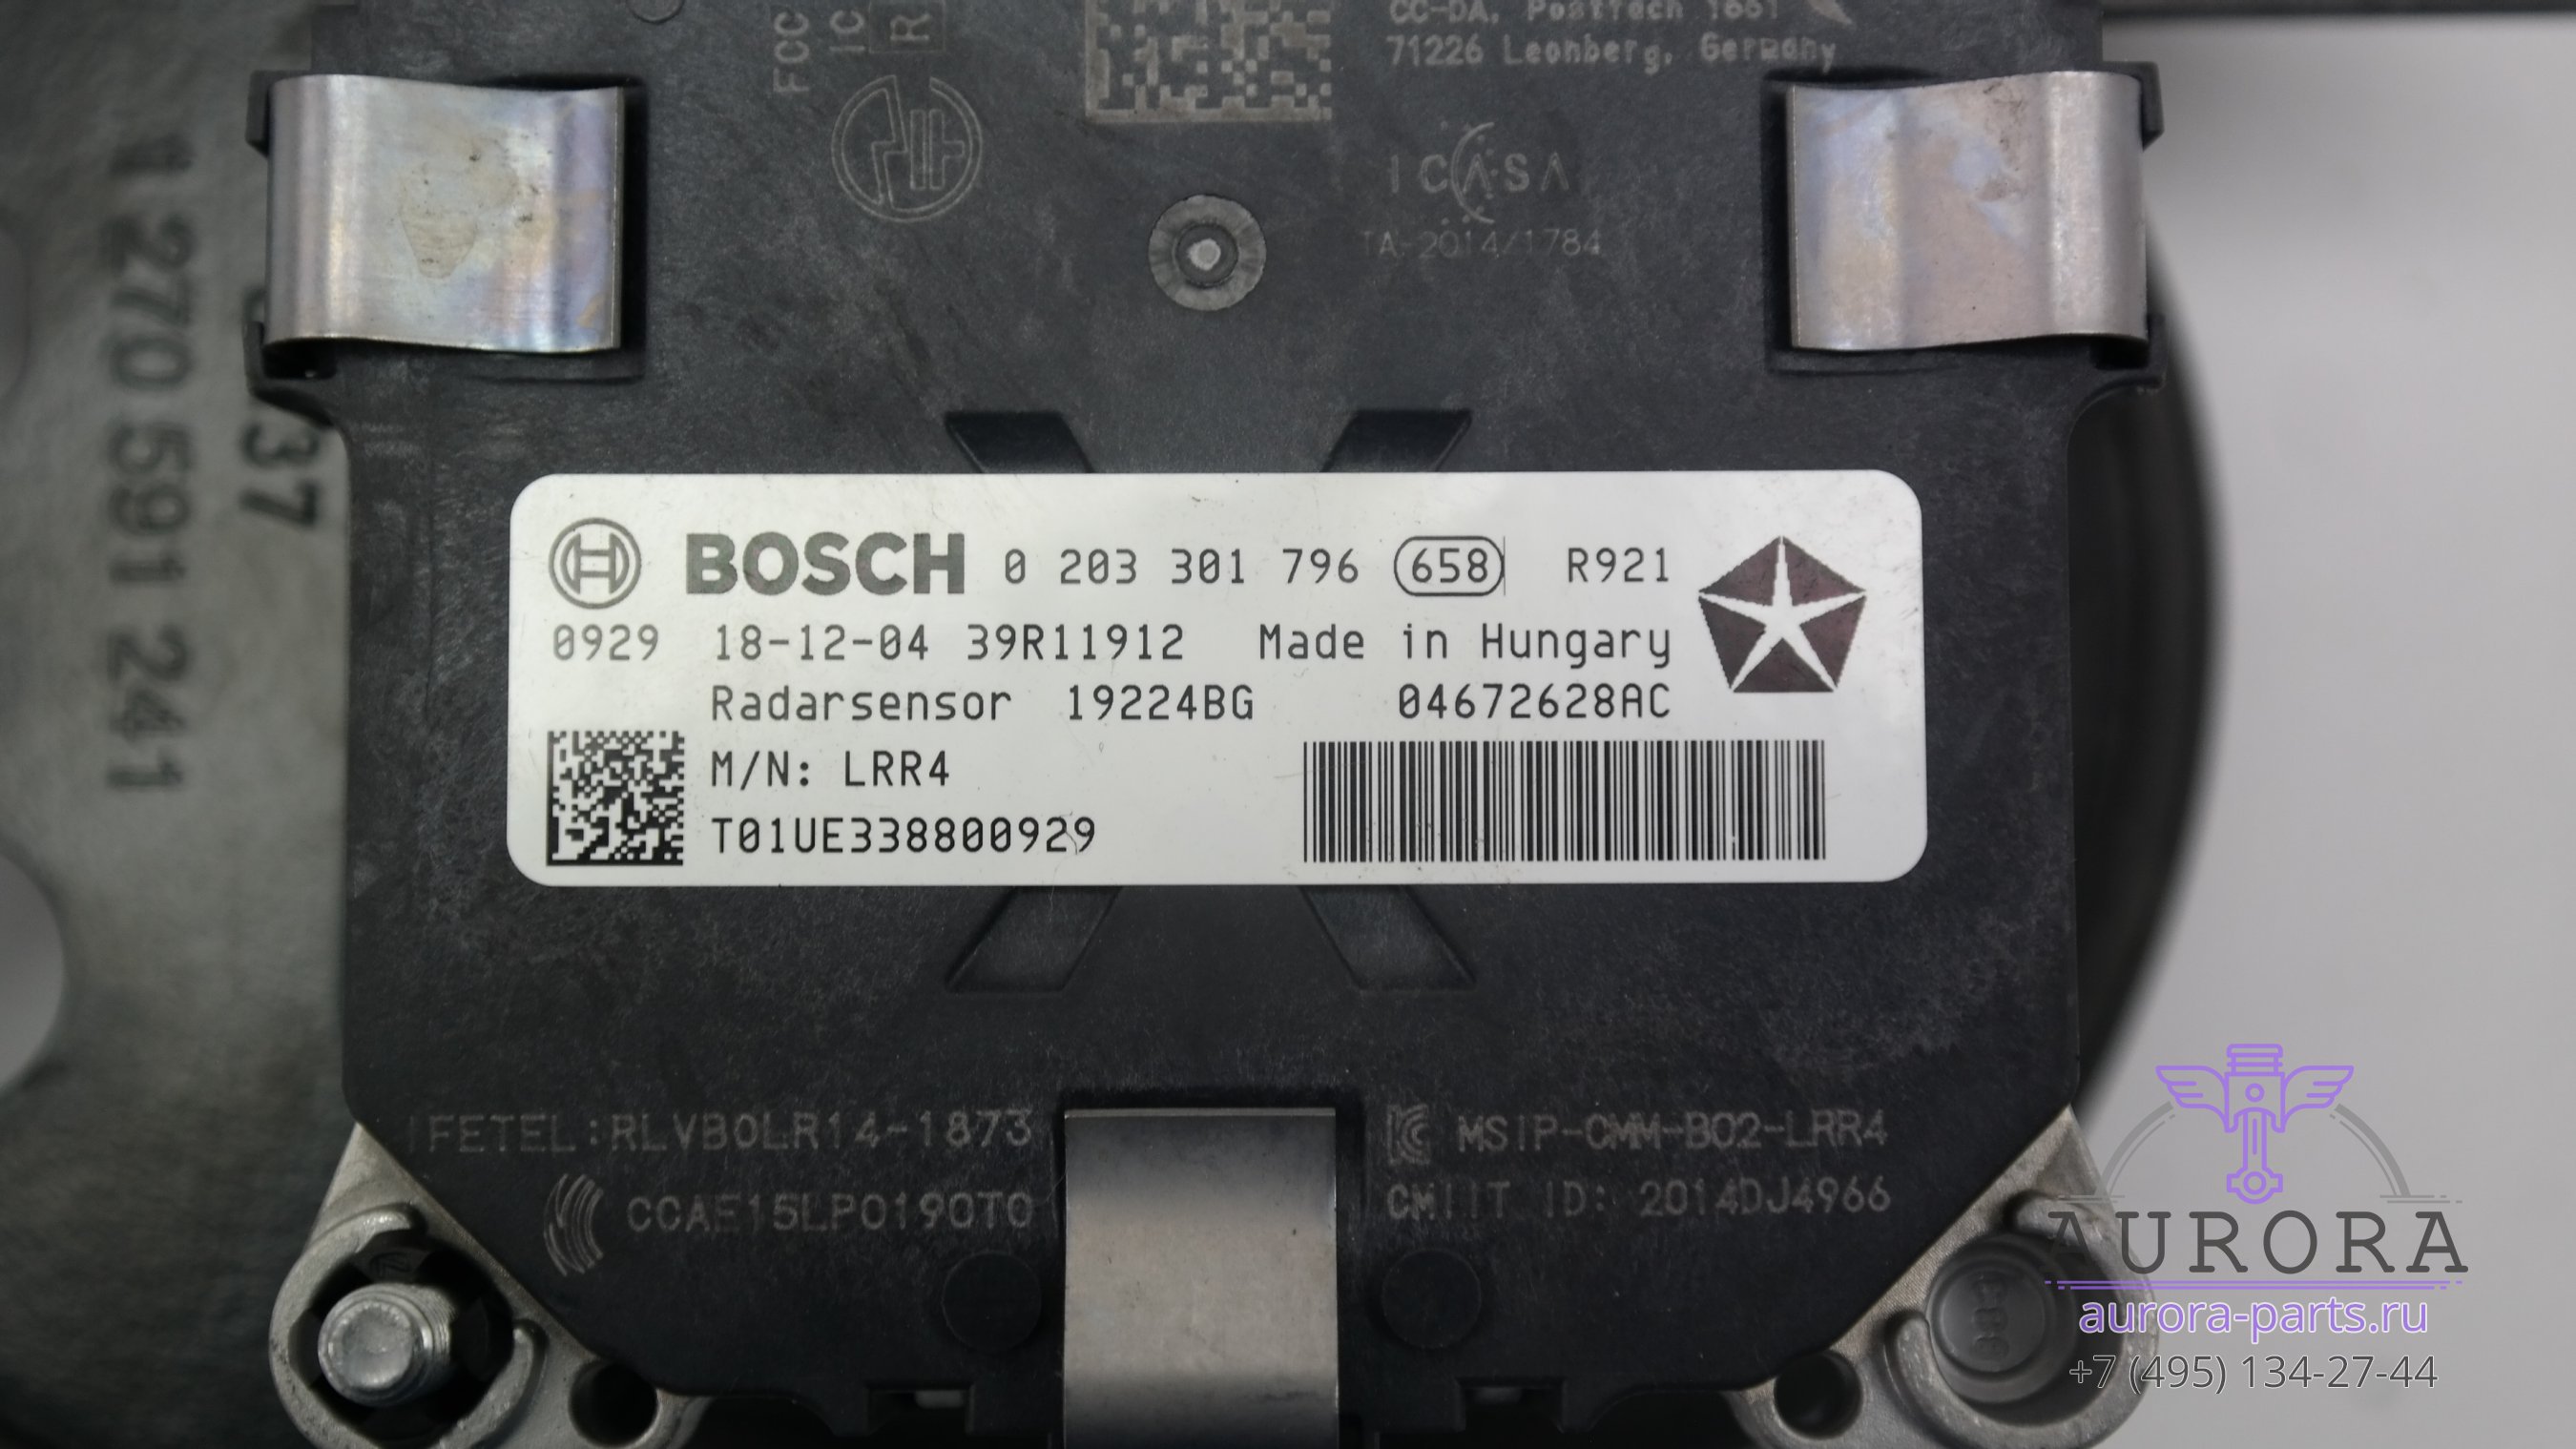 FCC
IC
R
CC-DA, Postfach 1661
71226 Leonberg, Germany
ICASA
TA-2014/1784
37
1 270 591 241
BOSCH 0 203 301 796 658 R921
0929 18-12-04 39R11912 Made in Hungary
Radarsensor 19224BG 04672628AC
M/N: LRR4
T01UE338800929
IFETEL:RLVBOLR14-1873
CCAE15LP0190T0
MSIP-CMM-BO2-LRR4
CMIIT ID: 2014DJ4966
AURORA
aurora-parts.ru
+7 (495) 134-27-44